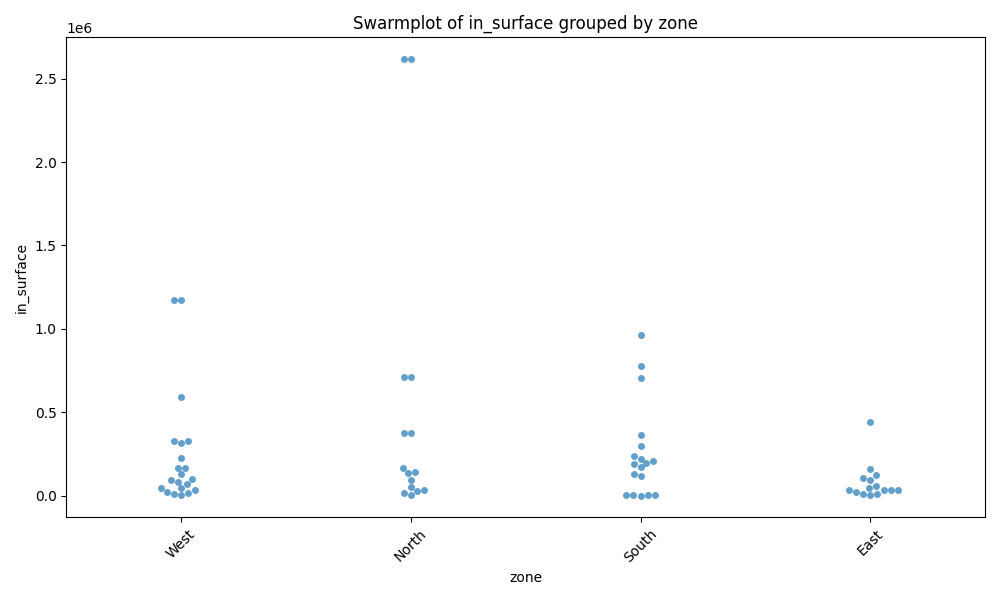 Swarmplot of in_surface grouped by zone
1e6
2.5
2.0
1.5
1.0
0.5
0.0
in_surface
West
North
South
East
zone